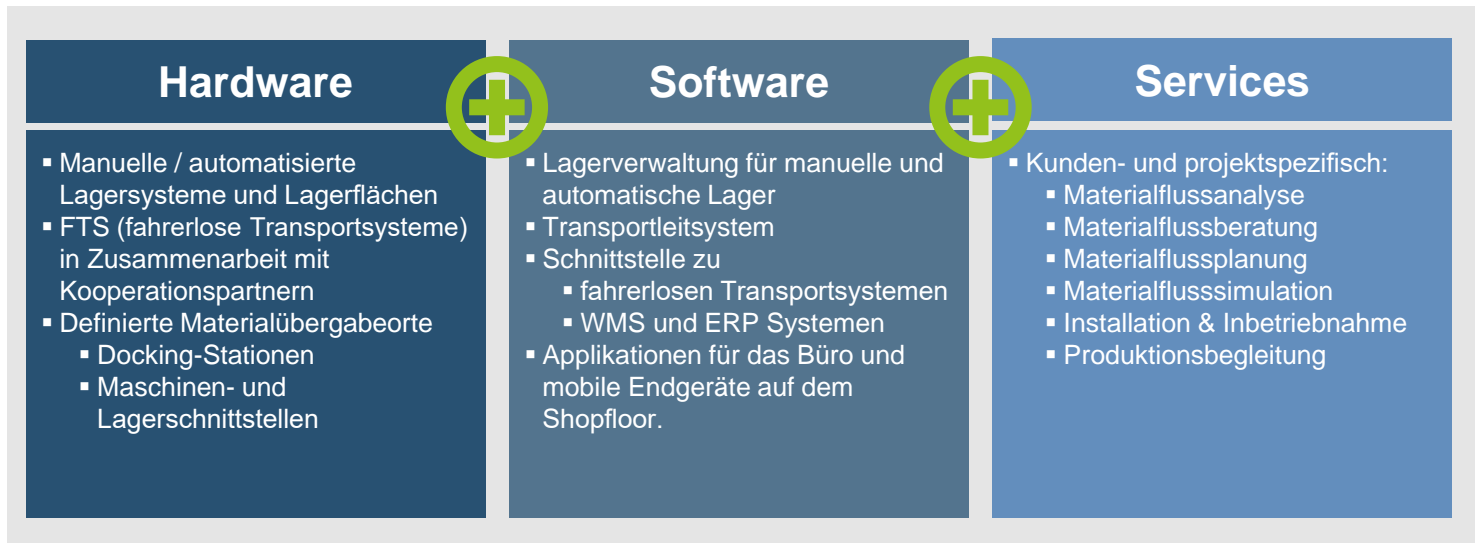 Hardware
▪ Manuelle / automatisierte
Lagersysteme und Lagerflächen
▪ FTS (fahrerlose Transportsysteme)
in Zusammenarbeit mit
Kooperationspartnern
▪ Definierte Materialübergabeorte
▪ Docking-Stationen
▪ Maschinen- und
Lagerschnittstellen
Software
▪ Lagerverwaltung für manuelle und
automatische Lager
▪ Transportleitsystem
▪ Schnittstelle zu
▪ fahrerlosen Transportsystemen
▪ WMS und ERP Systemen
▪ Applikationen für das Büro und
mobile Endgeräte auf dem
Shopfloor.
Services
▪ Kunden- und projektspezifisch:
▪ Materialflussanalyse
▪ Materialflussberatung
▪ Materialflussplanung
▪ Materialflusssimulation
▪ Installation & Inbetriebnahme
▪ Produktionsbegleitung